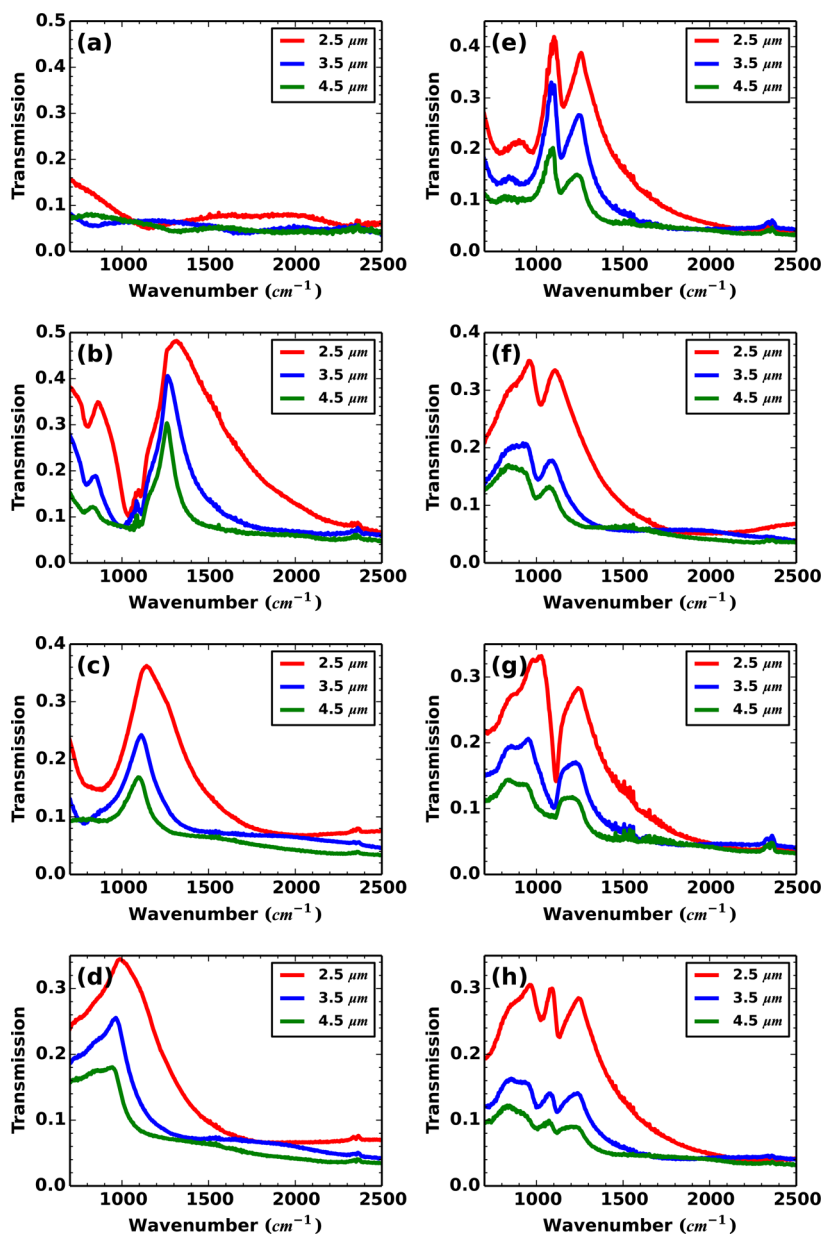 (a)
2.5 μm
3.5 μm
4.5 μm
Transmission
0.5
0.4
0.3
0.2
0.1
0.0
1000 1500 2000 2500
Wavenumber (cm⁻¹)
(e)
2.5 μm
3.5 μm
4.5 μm
Transmission
0.4
0.3
0.2
0.1
0.0
1000 1500 2000 2500
Wavenumber (cm⁻¹)
(b)
2.5 μm
3.5 μm
4.5 μm
Transmission
0.5
0.4
0.3
0.2
0.1
0.0
1000 1500 2000 2500
Wavenumber (cm⁻¹)
(f)
2.5 μm
3.5 μm
4.5 μm
Transmission
0.4
0.3
0.2
0.1
0.0
1000 1500 2000 2500
Wavenumber (cm⁻¹)
(c)
2.5 μm
3.5 μm
4.5 μm
Transmission
0.4
0.3
0.2
0.1
0.0
1000 1500 2000 2500
Wavenumber (cm⁻¹)
(g)
2.5 μm
3.5 μm
4.5 μm
Transmission
0.3
0.2
0.1
0.0
1000 1500 2000 2500
Wavenumber (cm⁻¹)
(d)
2.5 μm
3.5 μm
4.5 μm
Transmission
0.3
0.2
0.1
0.0
1000 1500 2000 2500
Wavenumber (cm⁻¹)
(h)
2.5 μm
3.5 μm
4.5 μm
Transmission
0.3
0.2
0.1
0.0
1000 1500 2000 2500
Wavenumber (cm⁻¹)